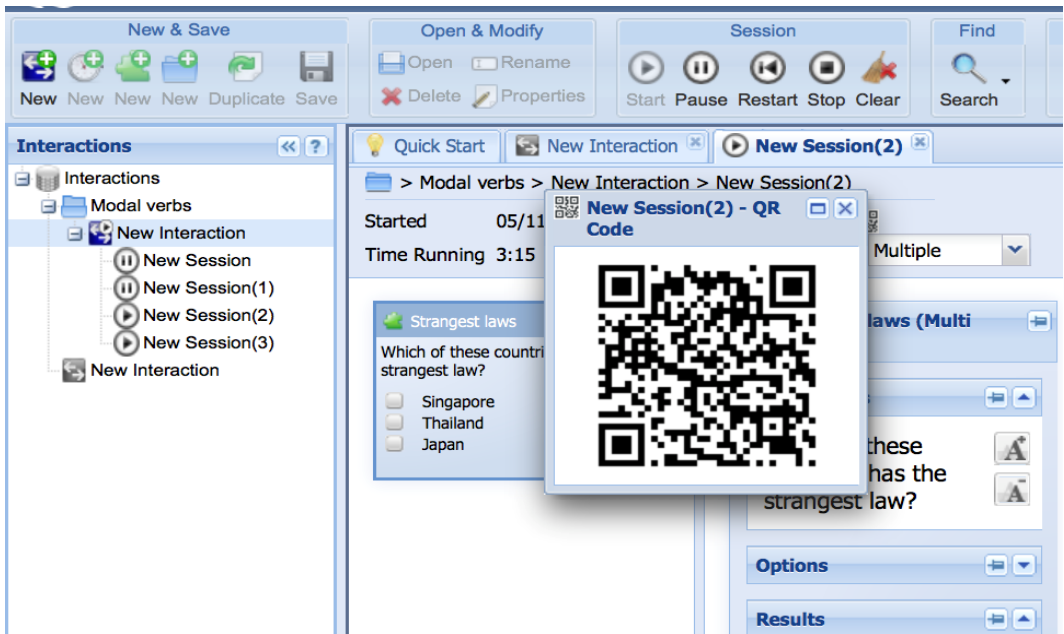 New & Save
Open & Modify
Session
Find
Open Rename
New New New New Duplicate Save
Delete Properties
Start Pause Restart Stop Clear
Search
Interactions
Interactions
Modal verbs
New Interaction
New Session
New Session(1)
New Session(2)
New Session(3)
New Interaction
Quick Start
New Interaction
New Session(2)
> Modal verbs > New Interaction > New Session(2)
Started 05/11
Time Running 3:15
Multiple
New Session(2) - QR
Code
Strangest laws
Which of these countri
strangest law?
Singapore
Thailand
Japan
laws (Multi
these
has the
strangest law?
Options
Results